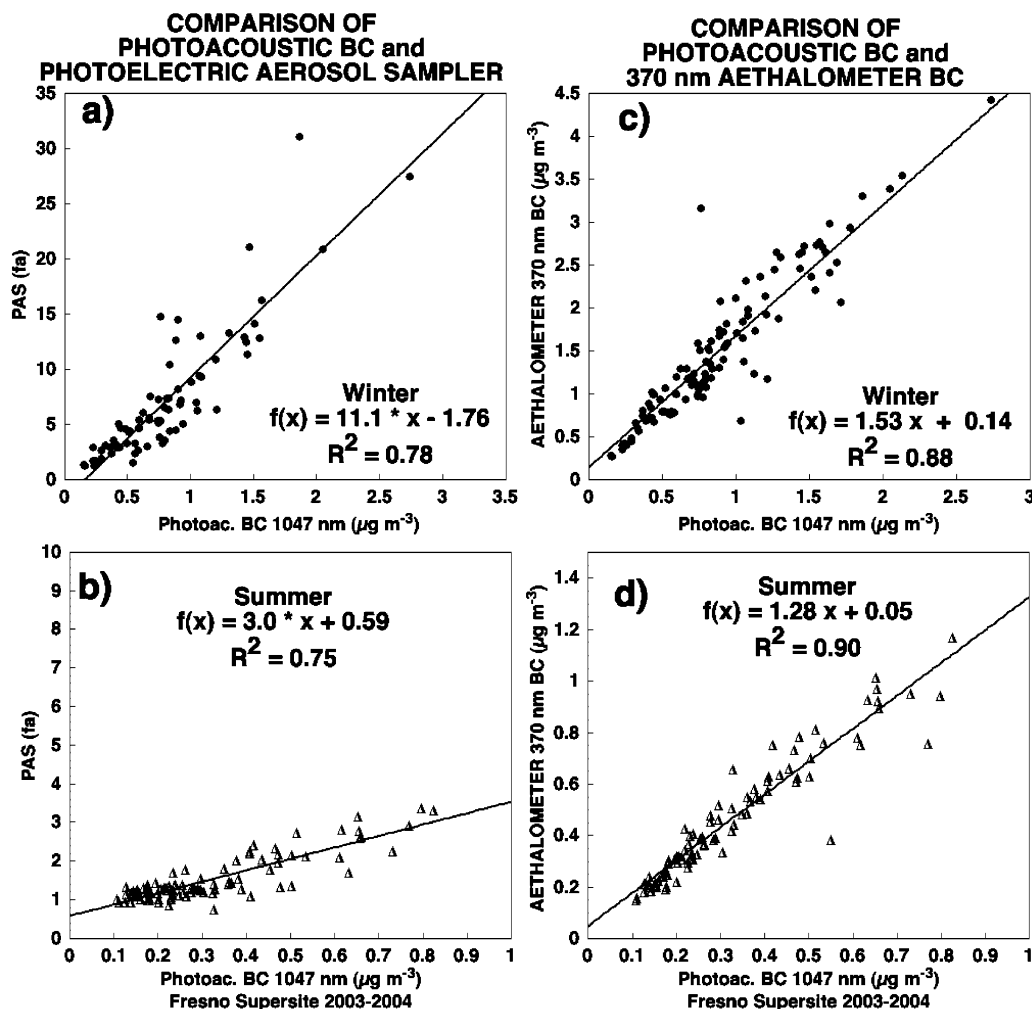 COMPARISON OF
PHOTOACOUSTIC BC and
PHOTOELECTRIC AEROSOL SAMPLER
a)
35
30
25
20
15
10
5
0
PAS (fa)
Winter
f(x) = 11.1 * x - 1.76
R² = 0.78
0 0.5 1 1.5 2 2.5 3 3.5
Photoac. BC 1047 nm (µg m⁻³)
COMPARISON OF
PHOTOACOUSTIC BC and
370 nm AETHALOMETER BC
c)
4.5
4
3.5
3
2.5
2
1.5
1
0.5
0
AETHALOMETER 370 nm BC (µg m⁻³)
Winter
f(x) = 1.53 x + 0.14
R² = 0.88
0 0.5 1 1.5 2 2.5 3
Photoac. BC 1047 nm (µg m⁻³)
b)
10
9
8
7
6
5
4
3
2
1
0
PAS (fa)
Summer
f(x) = 3.0 * x + 0.59
R² = 0.75
0 0.1 0.2 0.3 0.4 0.5 0.6 0.7 0.8 0.9 1
Photoac. BC 1047 nm (µg m⁻³)
Fresno Supersite 2003-2004
d)
1.4
1.2
1
0.8
0.6
0.4
0.2
0
AETHALOMETER 370 nm BC (µg m⁻³)
Summer
f(x) = 1.28 x + 0.05
R² = 0.90
0 0.1 0.2 0.3 0.4 0.5 0.6 0.7 0.8 0.9 1
Photoac. BC 1047 nm (µg m⁻³)
Fresno Supersite 2003-2004